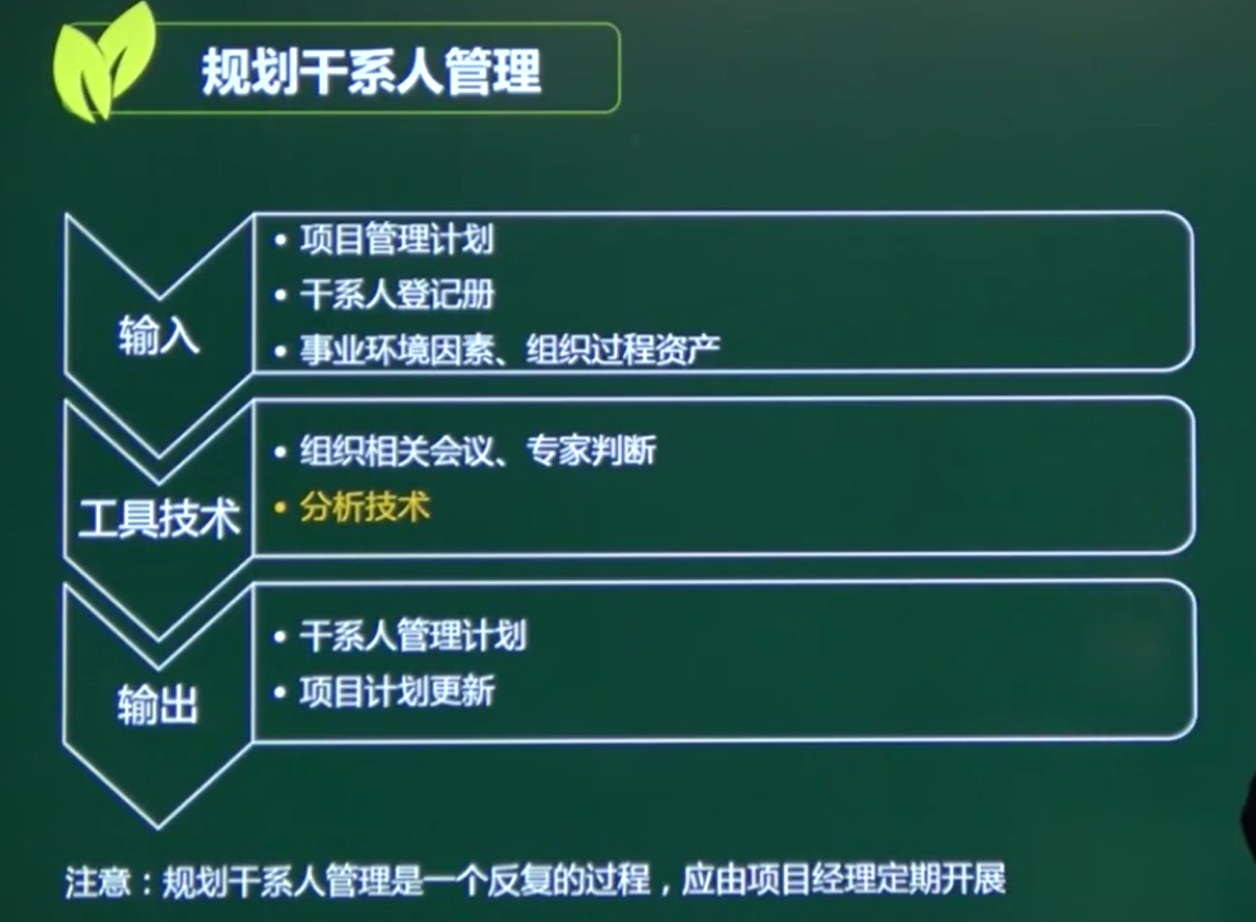 规划干系人管理
输入
• 项目管理计划
• 干系人登记册
• 事业环境因素、组织过程资产
工具技术
• 组织相关会议、专家判断
• 分析技术
输出
• 干系人管理计划
• 项目计划更新
注意：规划干系人管理是一个反复的过程，应由项目经理定期开展